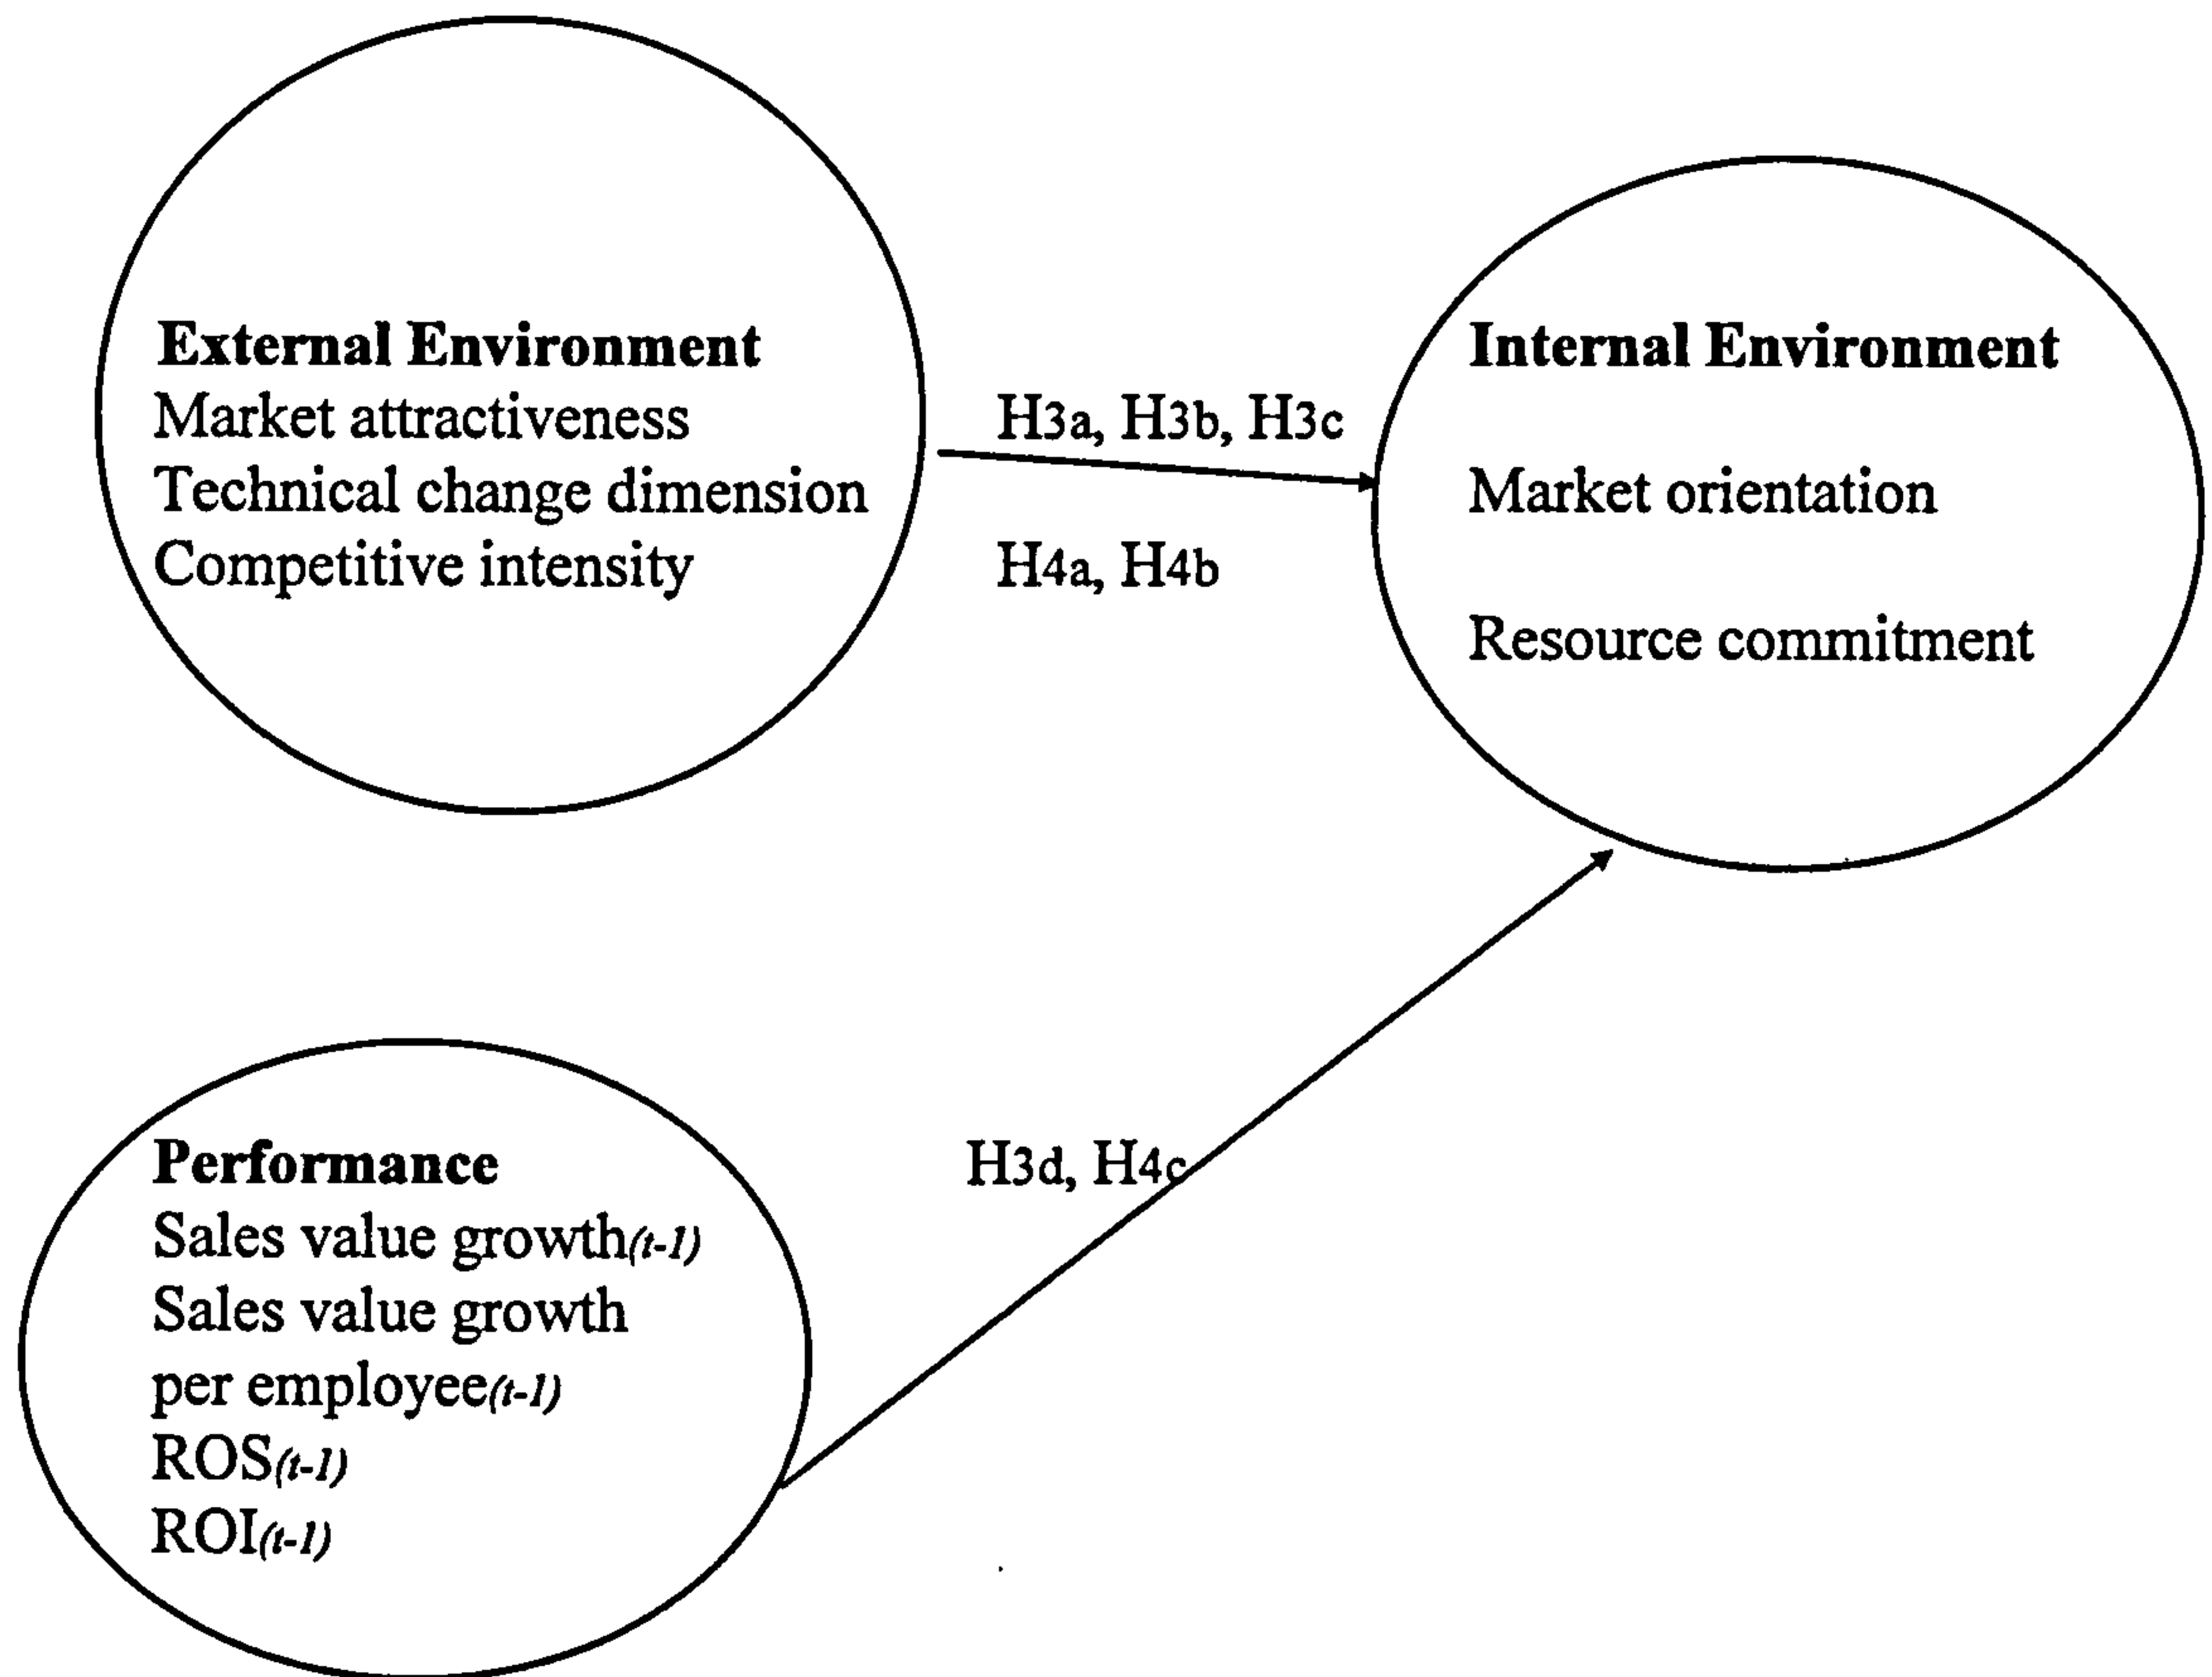 External Environment
Market attractiveness
Technical change dimension
Competitive intensity
H3a, H3b, H3c
H4a, H4b
Internal Environment
Market orientation
Resource commitment
Performance
Sales value growth(t-1)
Sales value growth
per employee(t-1)
ROS(t-1)
ROI(t-1)
H3d, H4c